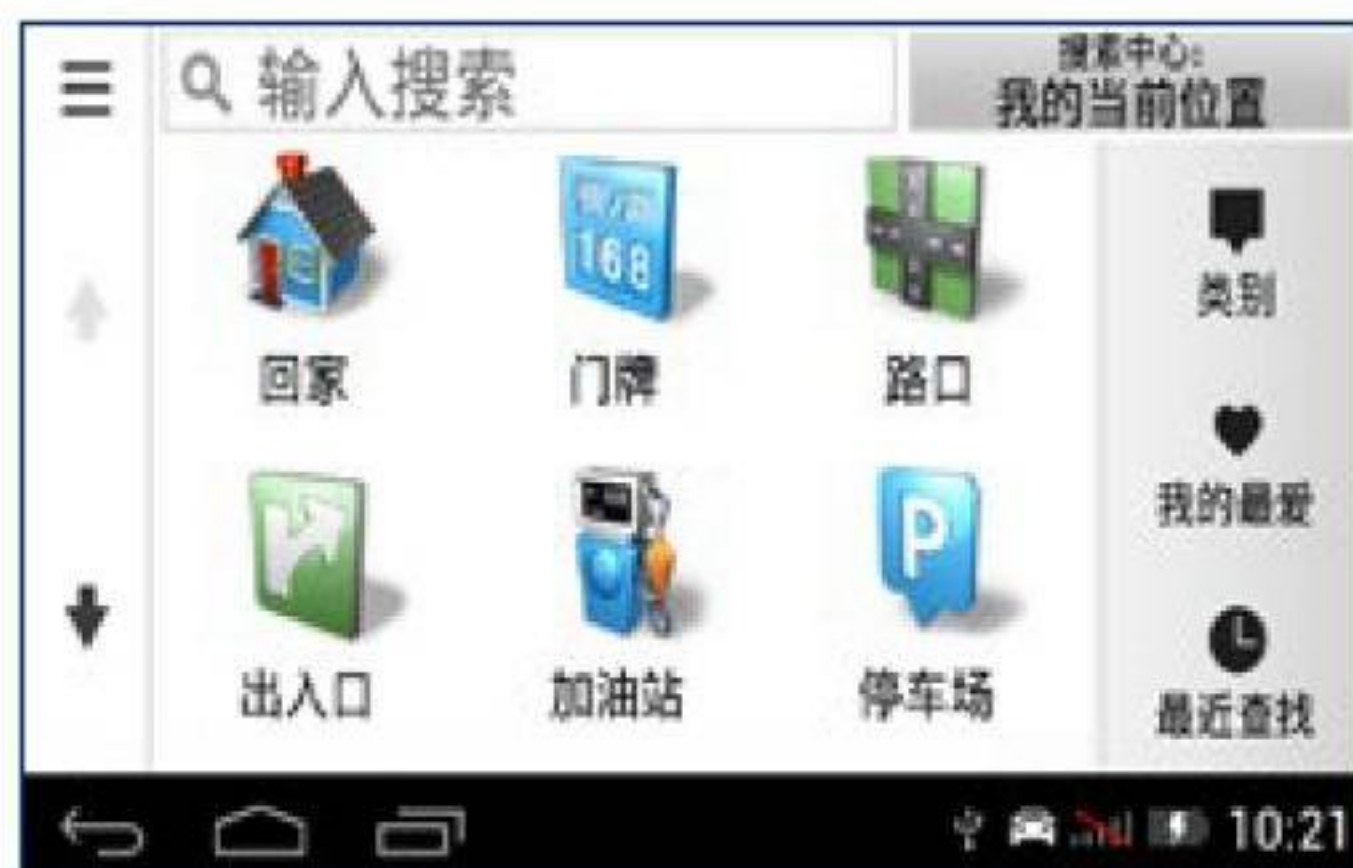 输入搜索
搜索中心:
我的当前位置
168
回家
门牌
路口
类别
我的最爱
出入口
加油站
停车场
P
最近查找
10:21